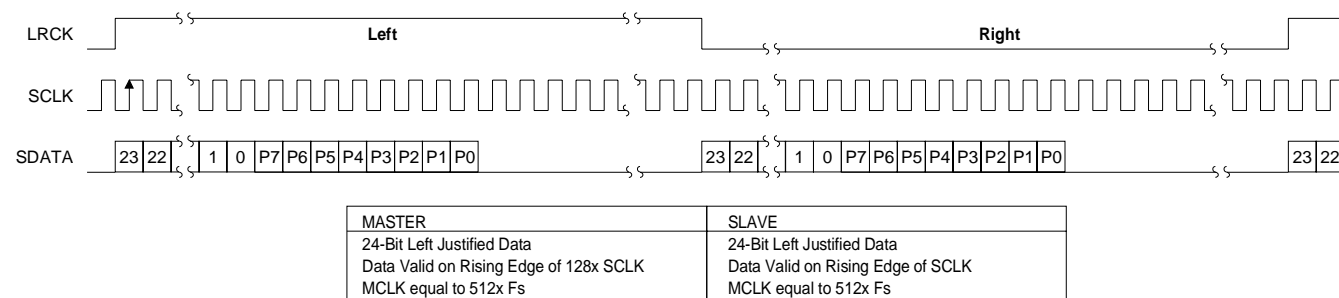 LRCK
Left
Right
SCLK
SDATA
23 22 1 0 P7 P6 P5 P4 P3 P2 P1 P0 23 22 1 0 P7 P6 P5 P4 P3 P2 P1 P0 23 22
MASTER SLAVE
24-Bit Left Justified Data 24-Bit Left Justified Data
Data Valid on Rising Edge of 128x SCLK Data Valid on Rising Edge of SCLK
MCLK equal to 512x Fs MCLK equal to 512x Fs